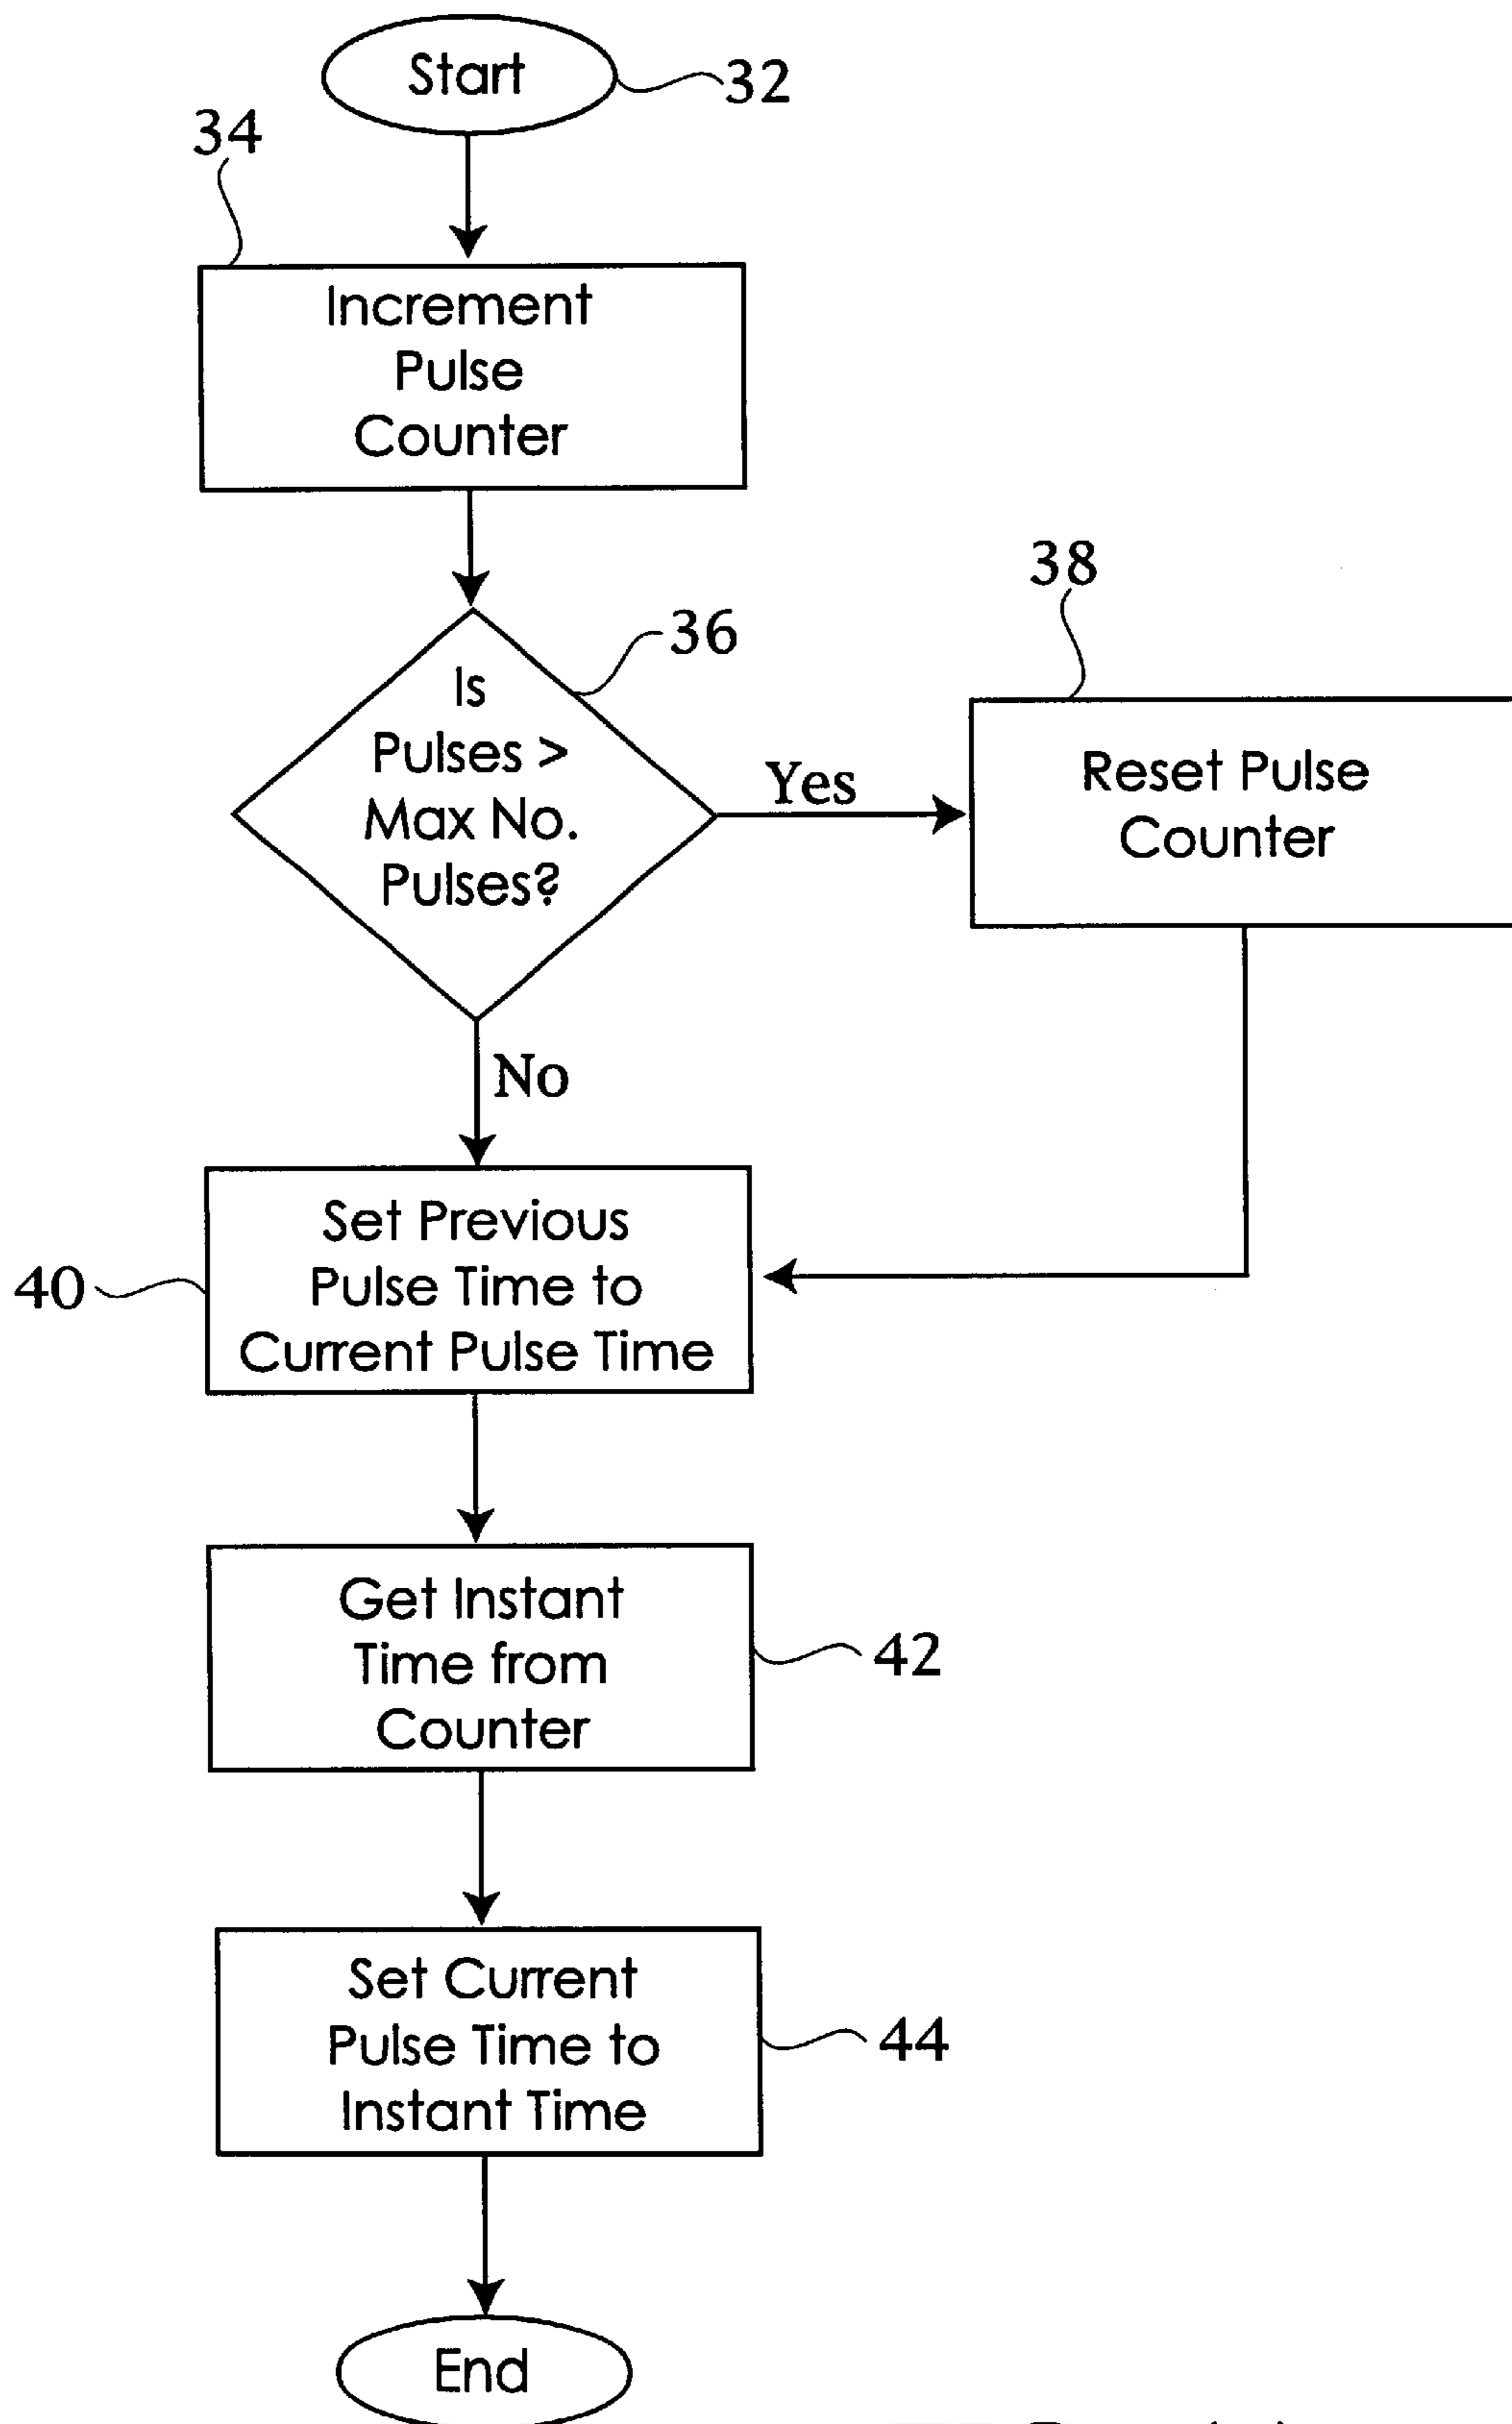 Start
32
34
Increment
Pulse
Counter
36
Is
Pulses >
Max No.
Pulses?
Yes
38
Reset Pulse
Counter
No
40
Set Previous
Pulse Time to
Current Pulse Time
Get Instant
Time from
Counter
42
Set Current
Pulse Time to
Instant Time
44
End